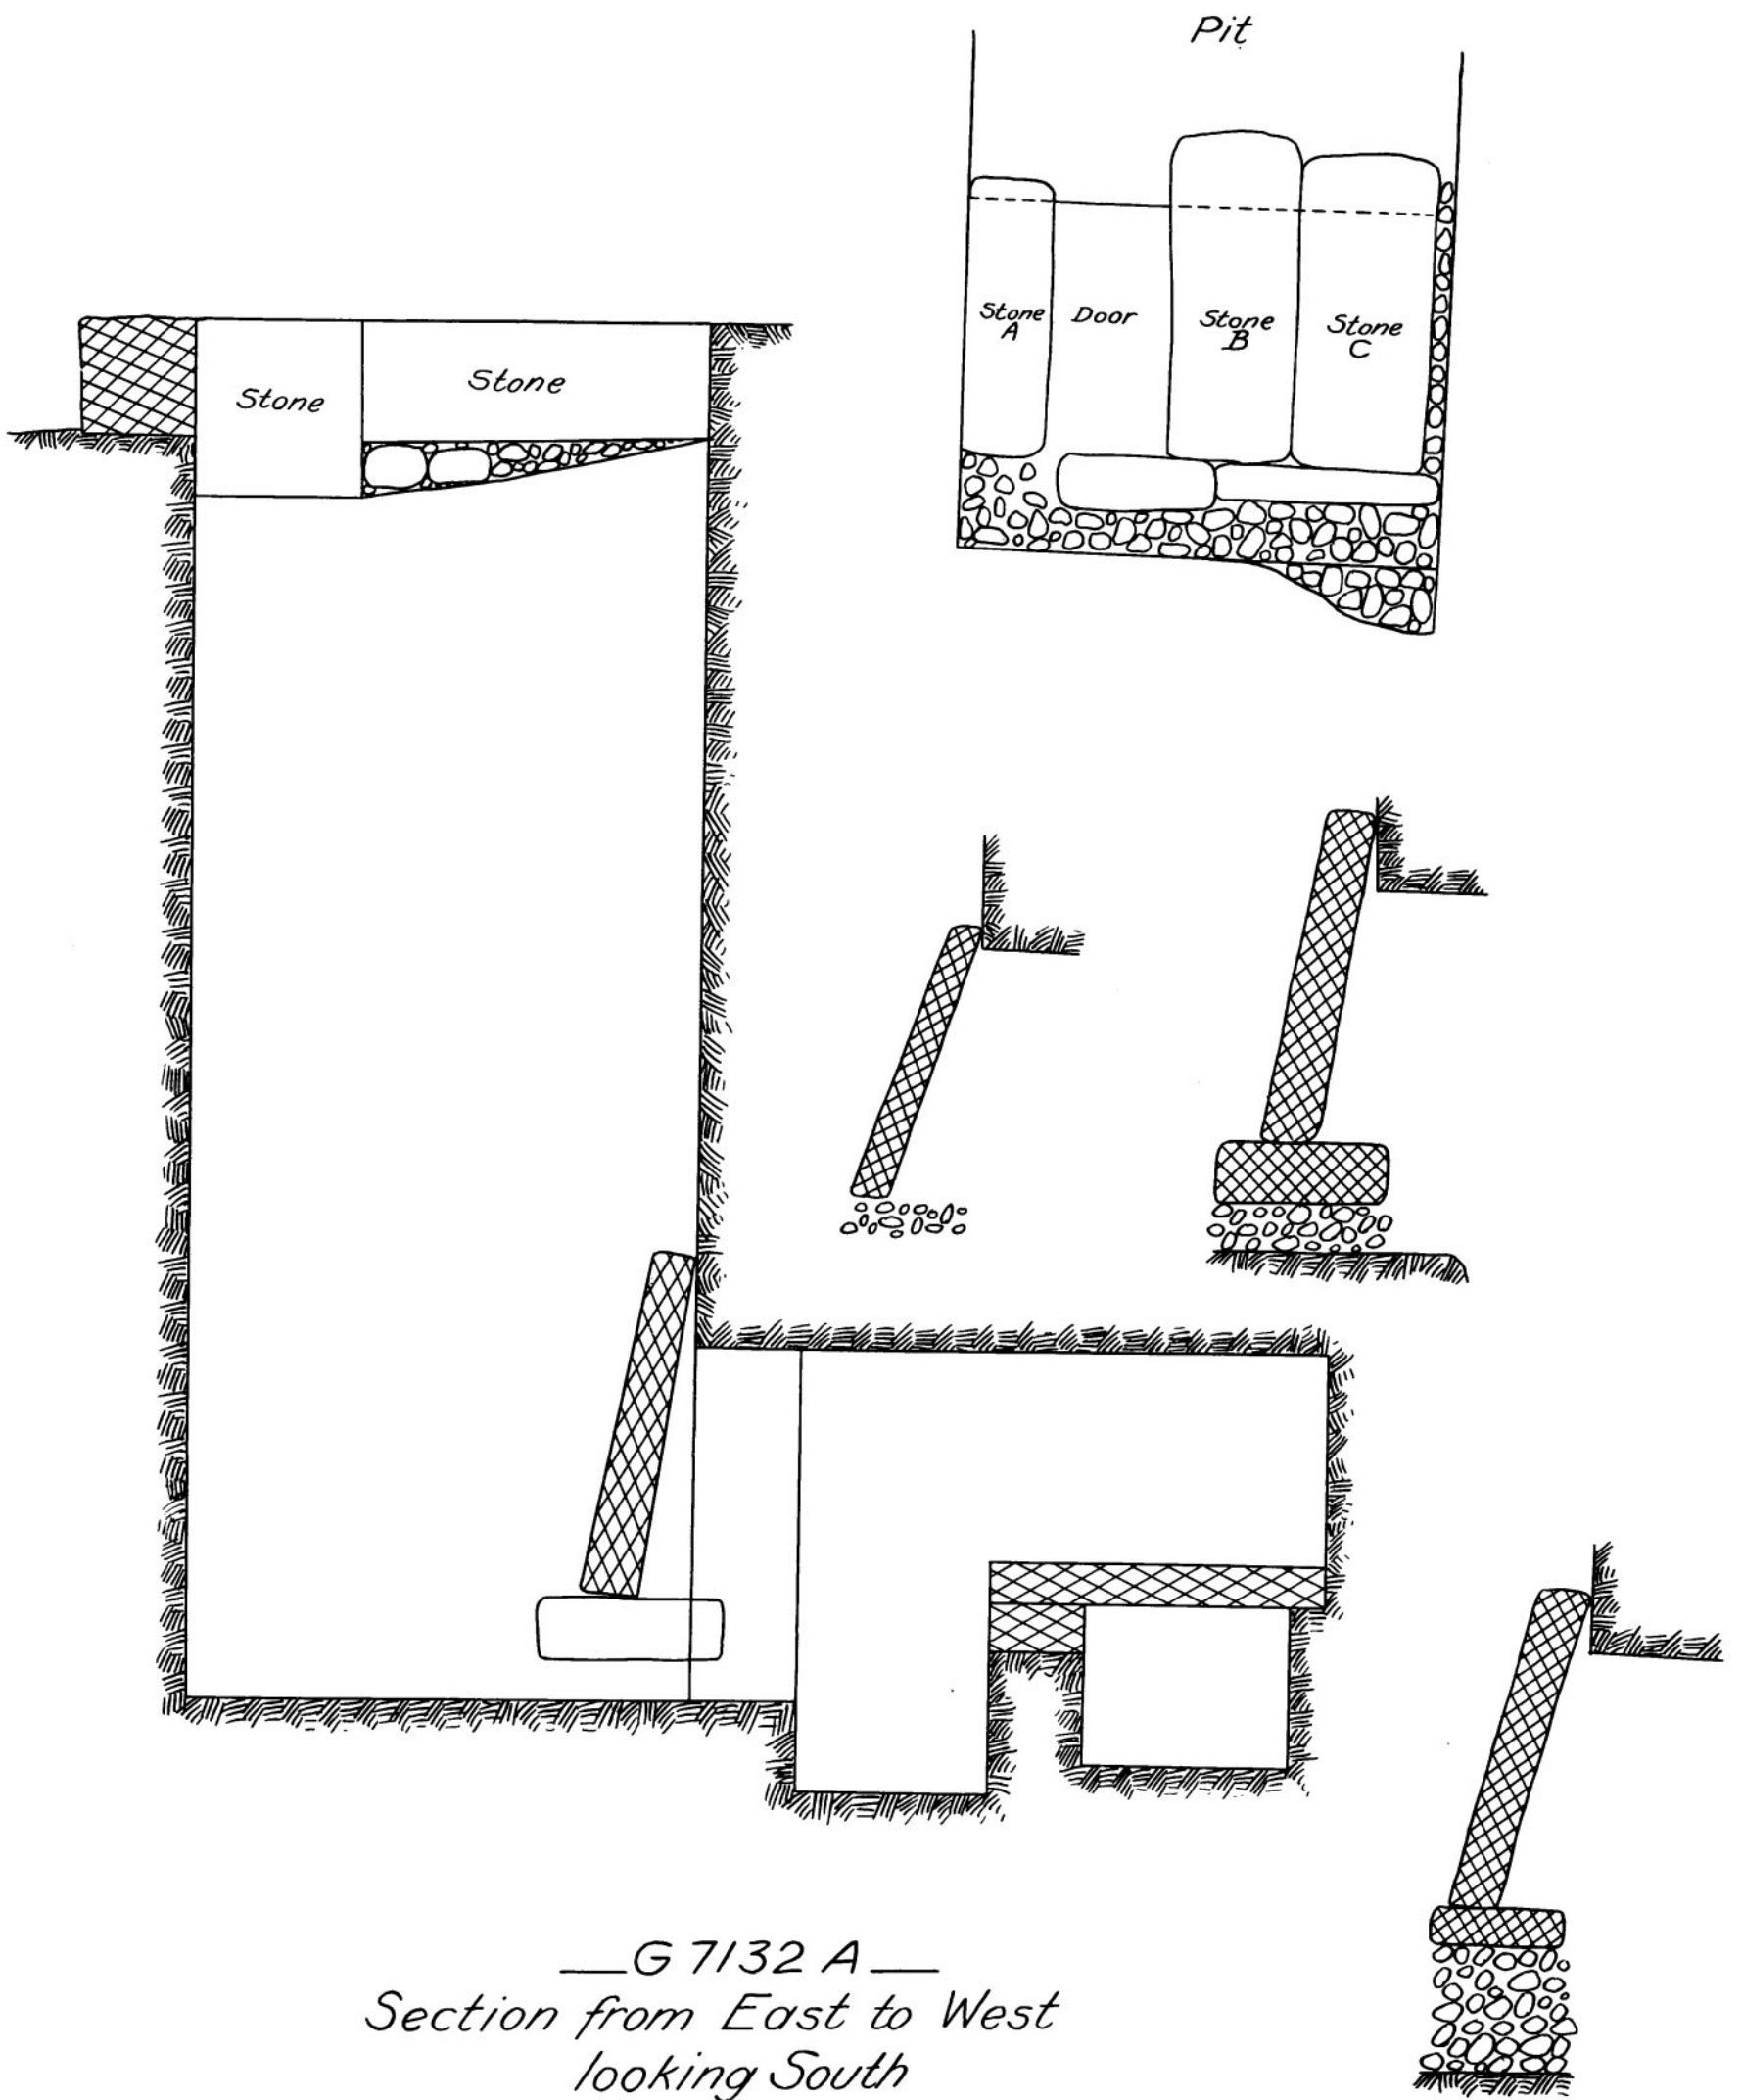 Pit
Stone
A
Door
Stone
B
Stone
C
Stone
Stone
G 7132 A
Section from East to West
looking South